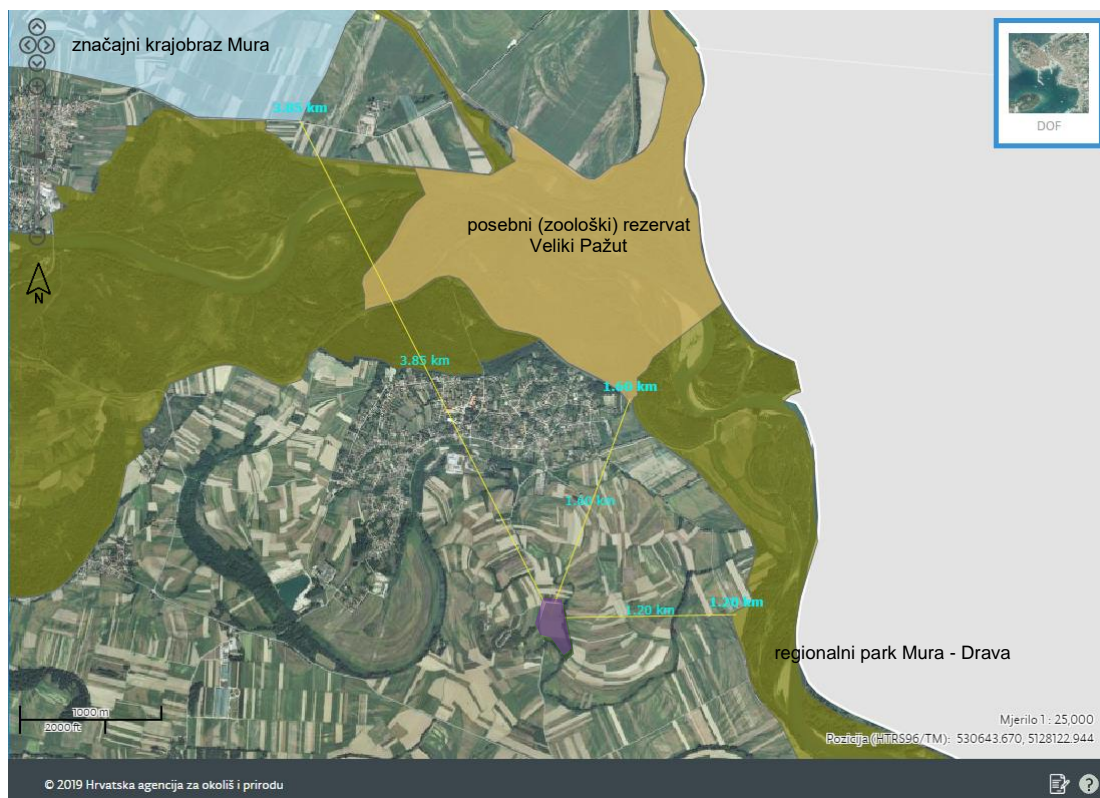 značajni krajobraz Mura
DOF
3.85 km
posebni (zoološki) rezervat
Veliki Pažut
N
3.85 km
1.60 km
1.60 km
1.20 km
1.20 km
regionalni park Mura - Drava
1000 m
2000 ft
Mjerilo 1 : 25,000
Pozicija (HTRS96/TM): 530643.670, 5128122.944
© 2019 Hrvatska agencija za okoliš i prirodu
?